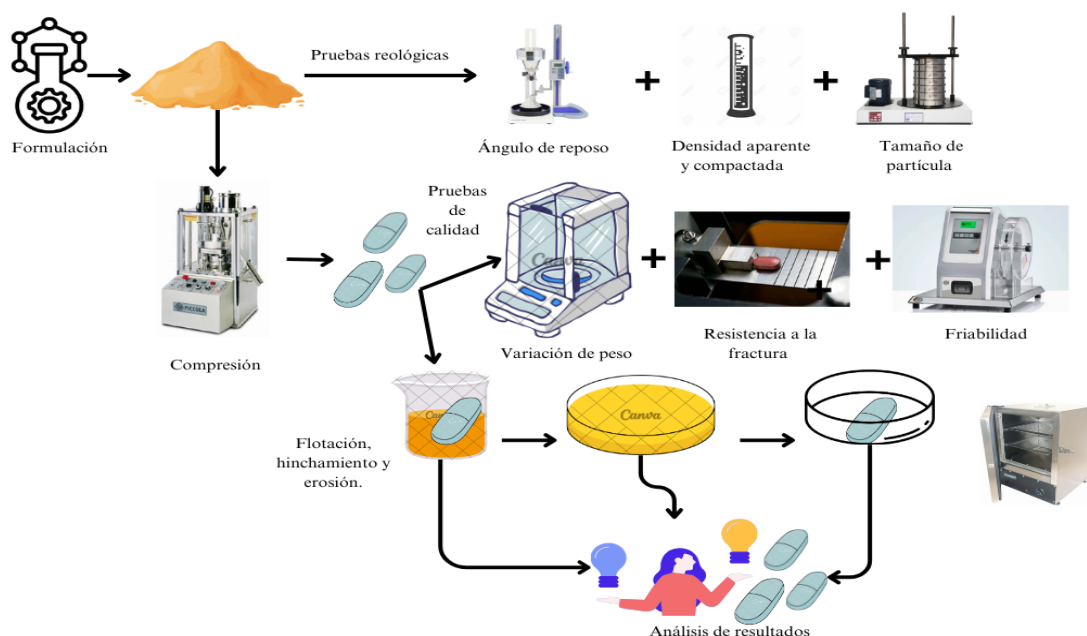 Pruebas reológicas
Formulación
Ángulo de reposo
Densidad aparente
y compactada
Tamaño de
partícula
Pruebas
de
calidad
Canva
PICCOLA
Compresión
Variación de peso
Resistencia a la
fractura
Friabilidad
Canva
Canva
Flotación,
hinchamiento y
erosión.
Análisis de resultados